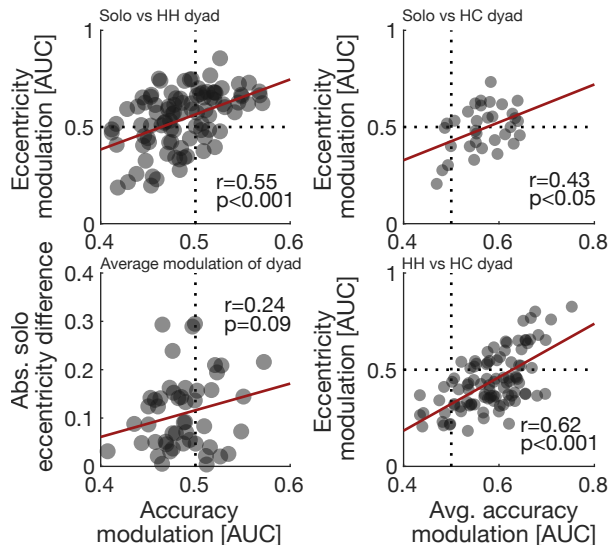 Solo vs HH dyad
Eccentricity
modulation [AUC]
1
0.5
0
r=0.55
p<0.001
0.4
0.5
0.6
Solo vs HC dyad
Eccentricity
modulation [AUC]
1
0.5
0
r=0.43
p<0.05
0.4
0.6
0.8
Average modulation of dyad
Abs. solo
eccentricity difference
0.4
0.3
0.2
0.1
0
r=0.24
p=0.09
0.4
0.5
0.6
Accuracy
modulation [AUC]
HH vs HC dyad
Eccentricity
modulation [AUC]
1
0.5
0
r=0.62
p<0.001
0.4
0.6
0.8
Avg. accuracy
modulation [AUC]